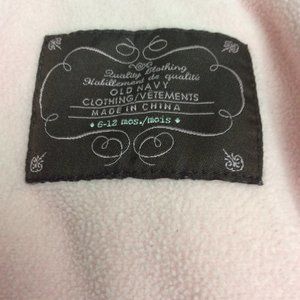 Quality Clothing
Habillement de qualité
OLD NAVY
CLOTHING/VÊTEMENTS
MADE IN CHINA
6-12 mos./mois